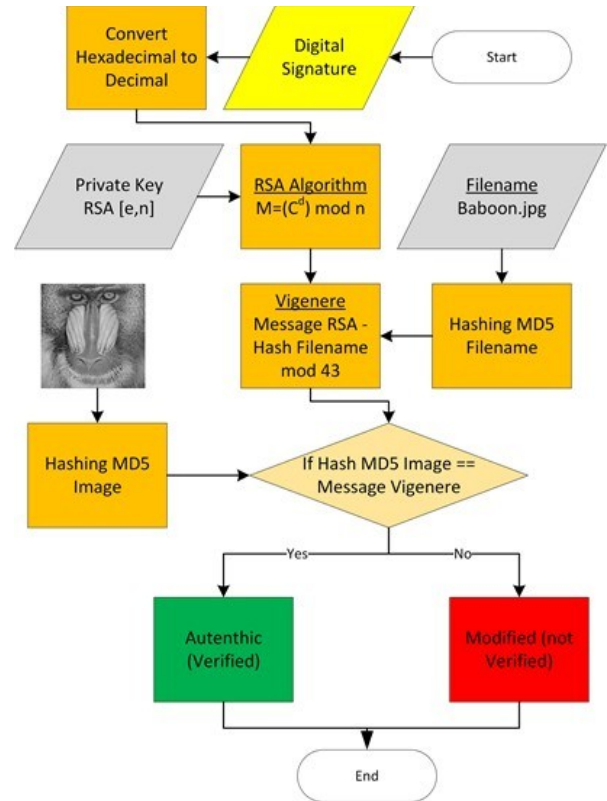 Convert
Hexadecimal to
Decimal
Digital
Signature
Start
Private Key
RSA [e,n]
RSA Algorithm
M=(C^d) mod n
Filename
Baboon.jpg
Vigenere
Message RSA -
Hash Filename
mod 43
Hashing MD5
Filename
Hashing MD5
Image
If Hash MD5 Image ==
Message Vigenere
Yes
No
Autenthic
(Verified)
Modified (not
Verified)
End